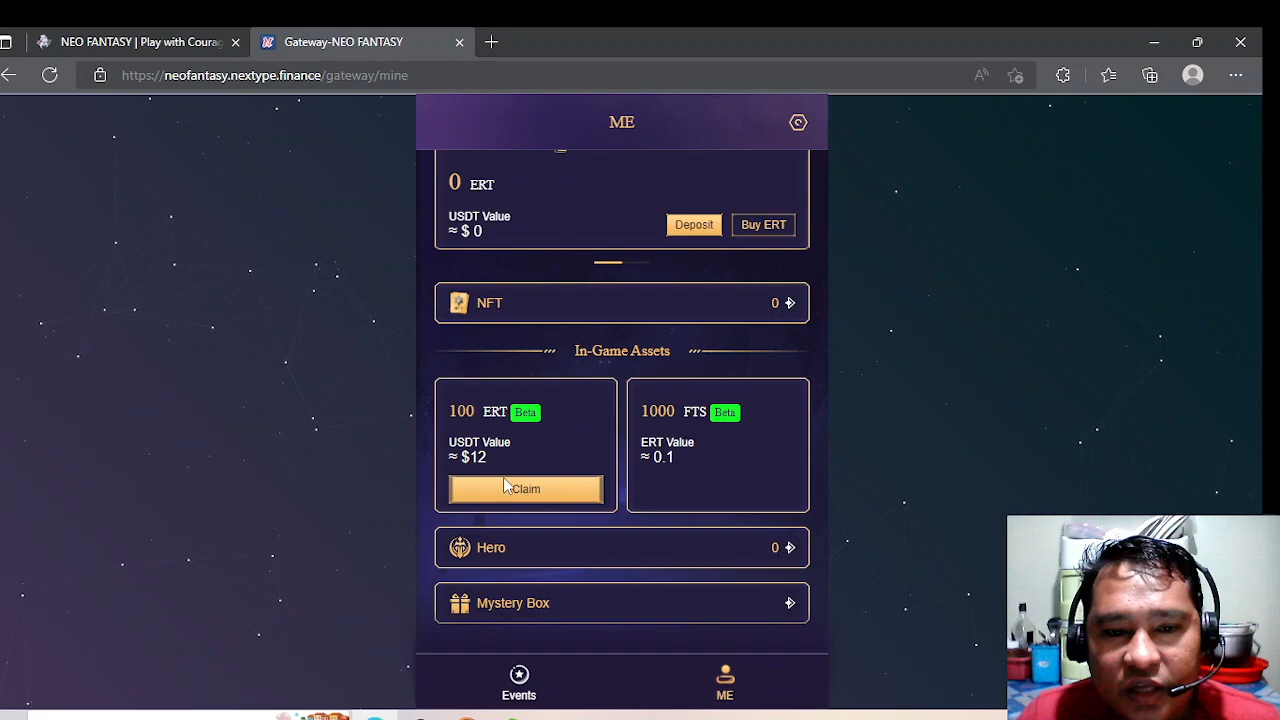 NEO FANTASY | Play with Courag
Gateway-NEO FANTASY
https://neofantasy.nextype.finance/gateway/mine
ME
0 ERT
USDT Value
≈ $ 0
Deposit
Buy ERT
NFT
0
In-Game Assets
100 ERT Beta
USDT Value
≈ $12
Claim
1000 FTS Beta
ERT Value
≈ 0.1
Hero
0
Mystery Box
Events
ME